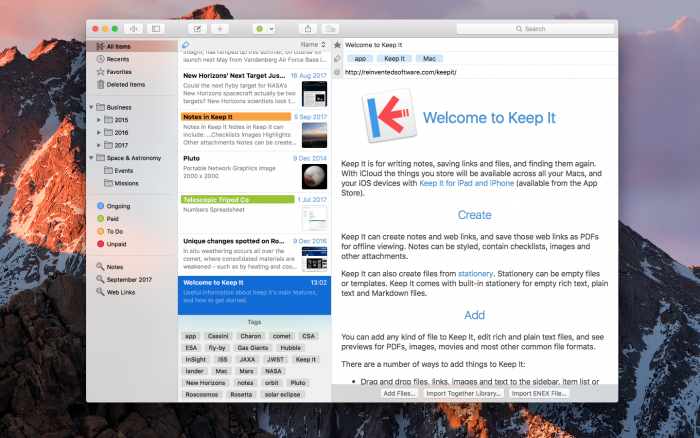 Search
All Items
Recents
Favorites
Deleted Items
Business
2015
2016
2017
Space & Astronomy
Events
Missions
Ongoing
Paid
To Do
Unpaid
Notes
September 2017
Web Links
Name
insight, has ramped up this summer, on course for
launch next May from Vandenberg Air Force Base i...
New Horizons' Next Target Jus... 16 Aug 2017
Could the next flyby target for NASA's
New Horizons spacecraft actually be two
targets? New Horizons scientists look t...
Notes in Keep It 5 Sep 2017
Notes in Keep It Notes in Keep It can
include: ...Checklists images Highlights
Other attachments Notes can be create...
Pluto 9 Dec 2014
Portable Network Graphics image
2000 x 2000
Telescopic Tripod Co 1 Jul 2017
Numbers Spreadsheet
Unique changes spotted on Ro... 9 Dec 2016
In situ weathering occurs all over the
comet, where consolidated materials are
weakened - such as by heating and coo...
Welcome to Keep It 13:02
Useful information about Keep It's main features,
and how to get started.
Tags
app Cassini Charon comet CSA
ESA fly-by Gas Giants Hubble
InSight ISS JAXA JWST Keep It
lander Mac Mars NASA
New Horizons notes orbit Pluto
Roscosmos Rosetta solar eclipse
Welcome to Keep It
app Keep It Mac
@ http://reinventedsoftware.com/keepit/
Welcome to Keep It
Keep It is for writing notes, saving links and files, and finding them again.
With iCloud the things you store will be available across all your Macs, and
your iOS devices with Keep It for iPad and iPhone (available from the App
Store).
Create
Keep It can create notes and web links, and save those web links as PDFs
for offline viewing. Notes can be styled, contain checklists, images and
other attachments.
Keep It can also create files from stationery. Stationery can be empty files
or templates. Keep It comes with built-in stationery for empty rich text, plain
text and Markdown files.
Add
You can add any kind of file to Keep It, edit rich and plain text files, and see
previews for PDFs, images, movies and most other common file formats.
There are a number of ways to add things to Keep It:
• Drag and drop files, links, images and text to the sidebar, item list or
Add Files... Import Together Library... Import ENEX File...